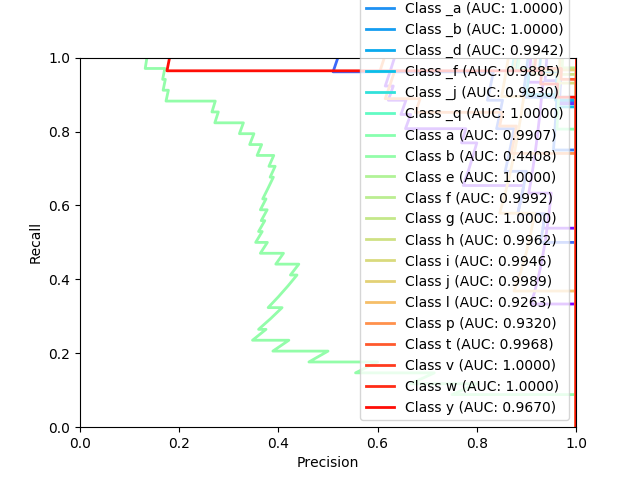 Class _a (AUC: 1.0000)
Class _b (AUC: 1.0000)
Class _d (AUC: 0.9942)
Class _f (AUC: 0.9885)
Class _j (AUC: 0.9930)
Class _q (AUC: 1.0000)
Class a (AUC: 0.9907)
Class b (AUC: 0.4408)
Class e (AUC: 1.0000)
Class f (AUC: 0.9992)
Class g (AUC: 1.0000)
Class h (AUC: 0.9962)
Class i (AUC: 0.9946)
Class j (AUC: 0.9989)
Class l (AUC: 0.9263)
Class p (AUC: 0.9320)
Class t (AUC: 0.9968)
Class v (AUC: 1.0000)
Class w (AUC: 1.0000)
Class y (AUC: 0.9670)
1.0
0.8
0.6
0.4
0.2
0.0
Recall
0.0 0.2 0.4 0.6 0.8 1.0
Precision